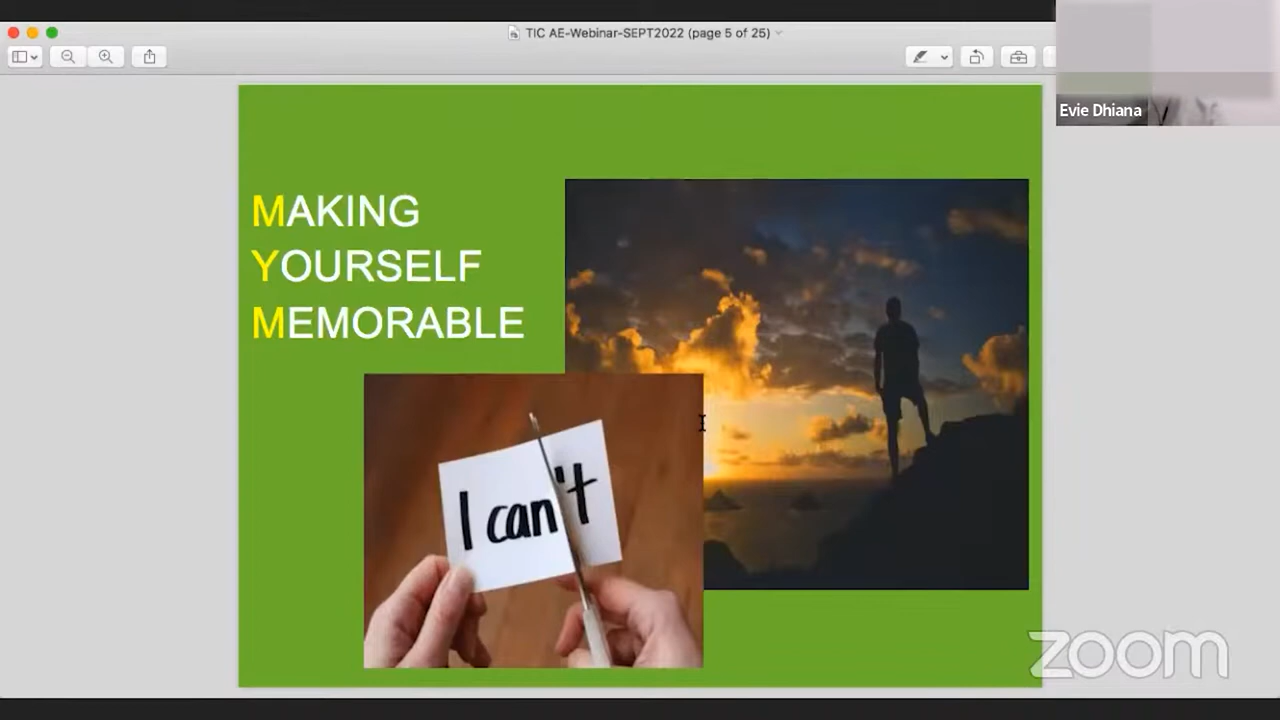 TIC AE-Webinar-SEPT2022 (page 5 of 25)
Evie Dhiana
MAKING
YOURSELF
MEMORABLE
I can't
zoom